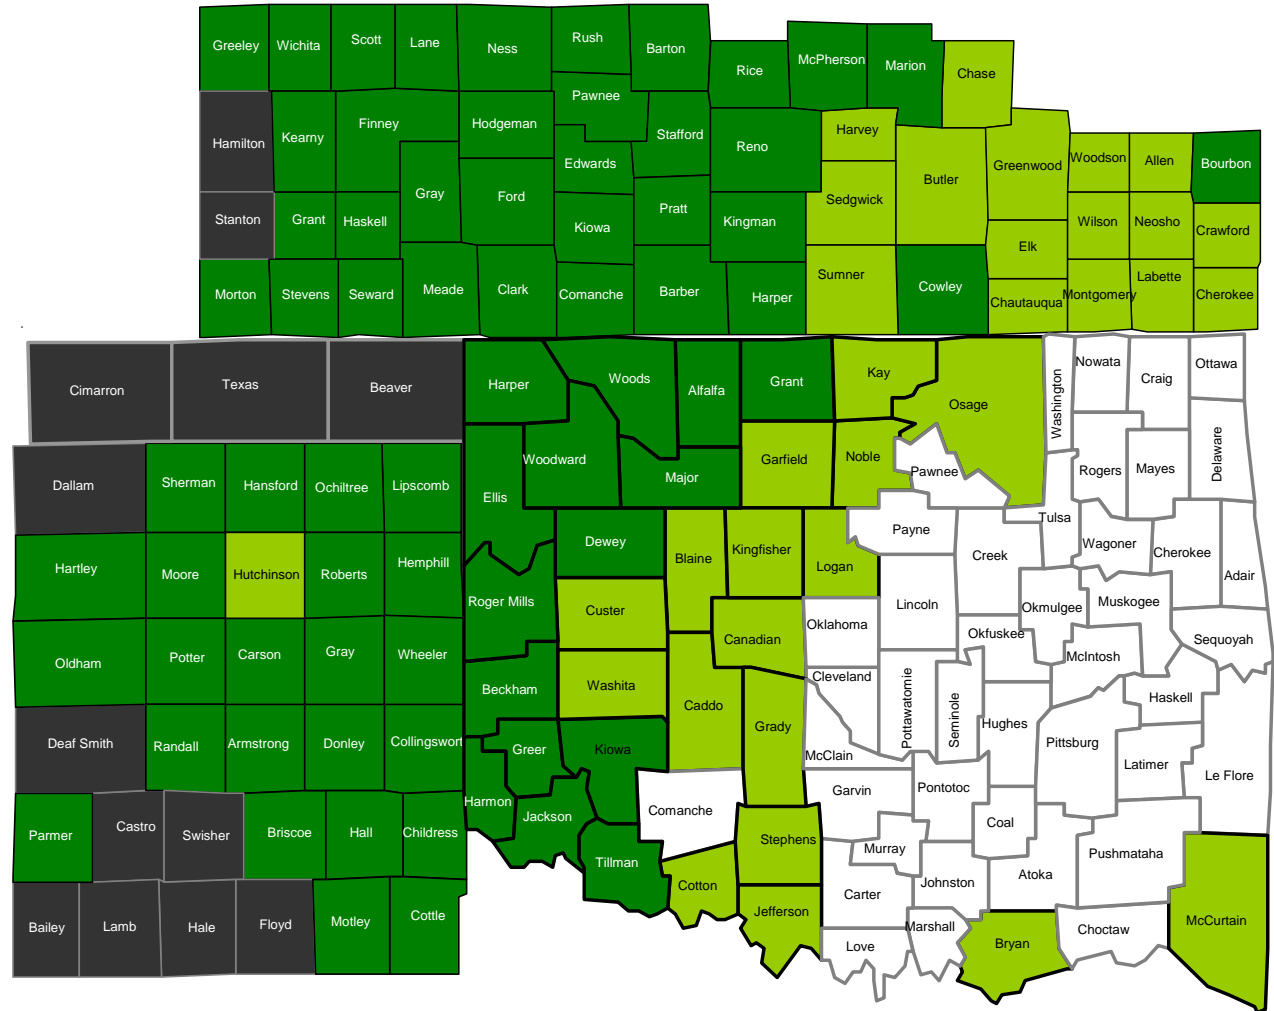 Greeley
Wichita
Scott
Lane
Ness
Rush
Barton
Rice
McPherson
Marion
Chase
Hamilton
Kearny
Finney
Hodgeman
Pawnee
Stafford
Reno
Harvey
Butler
Greenwood
Woodson
Allen
Bourbon
Gray
Ford
Edwards
Stanton
Grant
Haskell
Kiowa
Pratt
Kingman
Sedgwick
Elk
Wilson
Neosho
Crawford
Morton
Stevens
Seward
Meade
Clark
Comanche
Barber
Harper
Sumner
Cowley
Chautauqua
Montgomery
Labette
Cherokee
Cimarron
Texas
Beaver
Harper
Woods
Alfalfa
Grant
Kay
Osage
Washington
Nowata
Craig
Ottawa
Dallam
Sherman
Hansford
Ochiltree
Lipscomb
Ellis
Woodward
Major
Garfield
Noble
Pawnee
Rogers
Mayes
Delaware
Hartley
Moore
Hutchinson
Roberts
Hemphill
Roger Mills
Dewey
Blaine
Kingfisher
Logan
Payne
Creek
Tulsa
Wagoner
Cherokee
Adair
Custer
Canadian
Oklahoma
Lincoln
Okmulgee
Muskogee
Okfuskee
McIntosh
Sequoyah
Oldham
Potter
Carson
Gray
Wheeler
Beckham
Washita
Caddo
Grady
Cleveland
Pottawatomie
Seminole
Hughes
Pittsburg
Haskell
Deaf Smith
Randall
Armstrong
Donley
Collingswort
Greer
Kiowa
McClain
Latimer
Le Flore
Parmer
Castro
Swisher
Briscoe
Hall
Childress
Harmon
Jackson
Comanche
Stephens
Garvin
Pontotoc
Coal
Murray
Pushmataha
Tillman
Cotton
Carter
Johnston
Atoka
Bailey
Lamb
Hale
Floyd
Motley
Cottle
Jefferson
Love
Marshall
Bryan
Choctaw
McCurtain